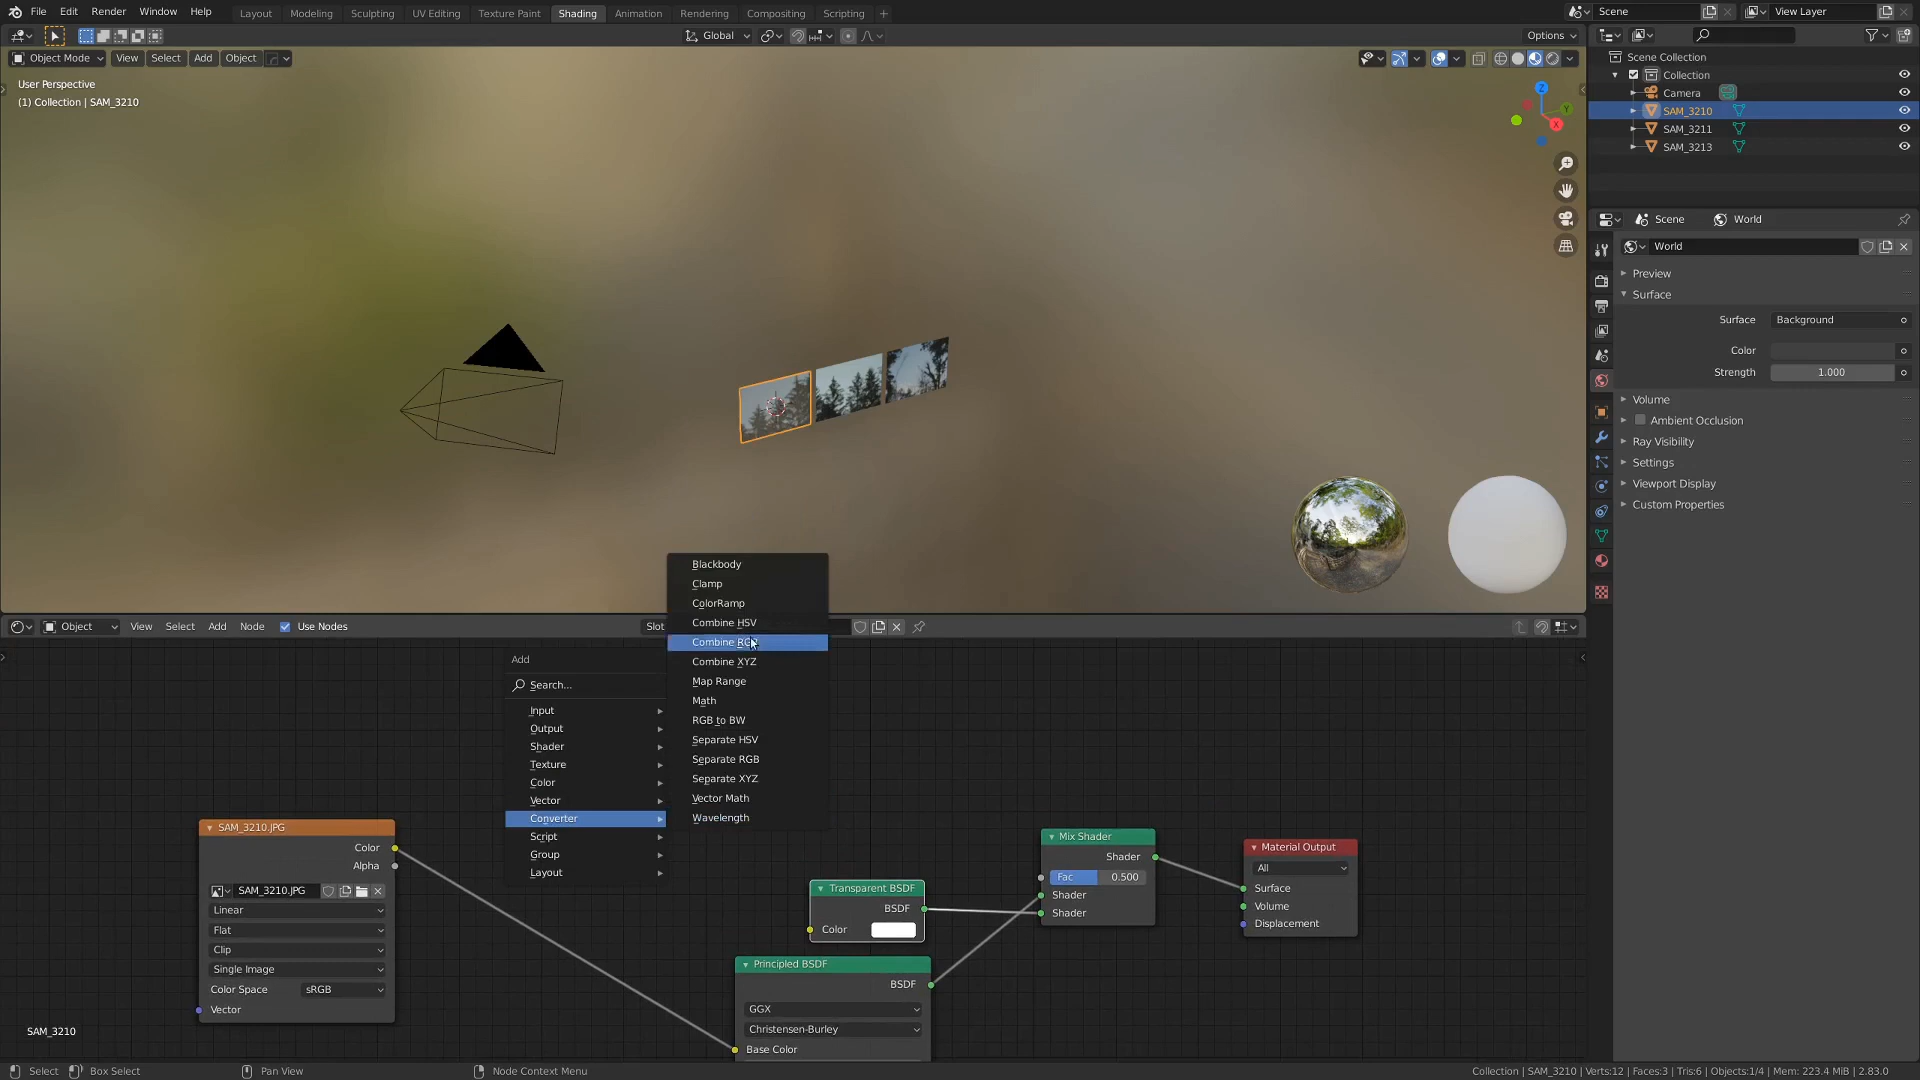 File Edit Render Window Help Layout Modeling Sculpting UV Editing Texture Paint Shading Animation Rendering Compositing Scripting + Scene View Layer
Global Options
Object Mode View Select Add Object
User Perspective
(1) Collection | SAM_3210
Z
Y
X
Scene Collection
Collection
Camera
SAM_3210
SAM_3211
SAM_3213
Scene World
World
Preview
Surface
Surface Background
Color
Strength 1.000
Volume
Ambient Occlusion
Ray Visibility
Settings
Viewport Display
Custom Properties
Object View Select Add Node Use Nodes Slot
Add
Search...
Input
Output
Shader
Texture
Color
Vector
Converter
Script
Group
Layout
Blackbody
Clamp
ColorRamp
Combine HSV
Combine RGB
Combine XYZ
Map Range
Math
RGB to BW
Separate HSV
Separate RGB
Separate XYZ
Vector Math
Wavelength
SAM_3210.JPG
Color
Alpha
SAM_3210.JPG
Linear
Flat
Clip
Single Image
Color Space sRGB
Vector
Transparent BSDF
BSDF
Color
Principled BSDF
BSDF
GGX
Christensen-Burley
Base Color
Mix Shader
Shader
Fac 0.500
Shader
Shader
Material Output
All
Surface
Volume
Displacement
SAM_3210
Select Box Select Pan View Node Context Menu Collection | SAM_3210 | Verts:12 | Faces:3 | Tris:6 | Objects:1/4 | Mem: 223.4 MiB | 2.83.0